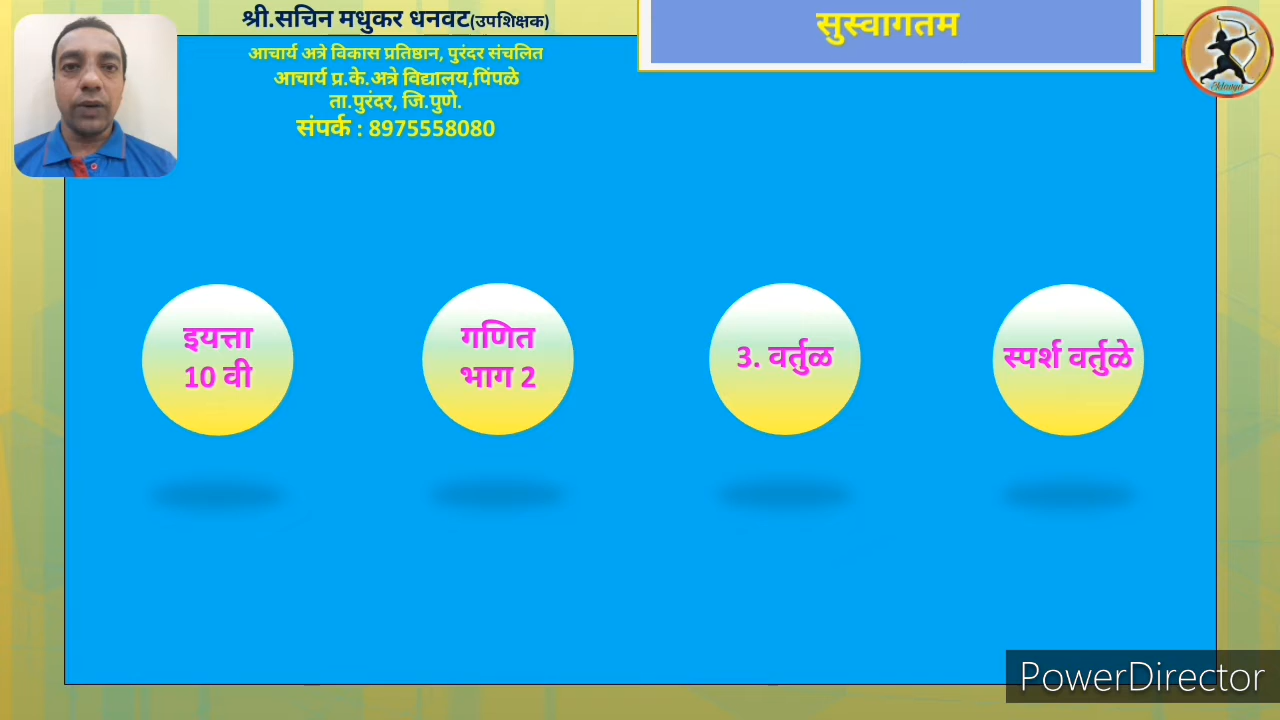 श्री.सचिन मधुकर धनवट(उपशिक्षक)
आचार्य अत्रे विकास प्रतिष्ठान, पुरंदर संचलित
आचार्य प्र.के.अत्रे विद्यालय,पिंपळे
ता.पुरंदर, जि.पुणे.
संपर्क : 8975558080
सुस्वागतम
Eklavya
इयत्ता
10 वी
गणित
भाग 2
3. वर्तुळ
स्पर्श वर्तुळे
PowerDirector